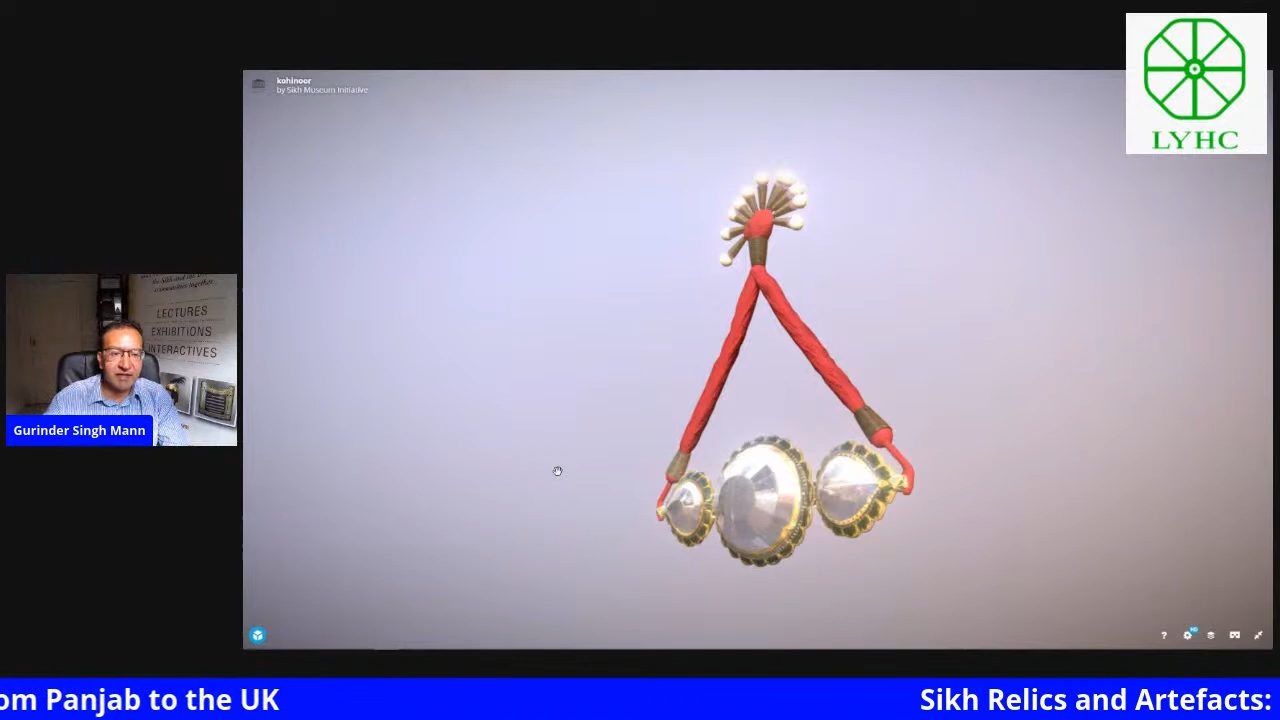 kohinoor
by Sikh Museum Initiative
LYHC
LECTURES
EXHIBITIONS
INTERACTIVES
Gurinder Singh Mann
om Panjab to the UK
Sikh Relics and Artefacts: